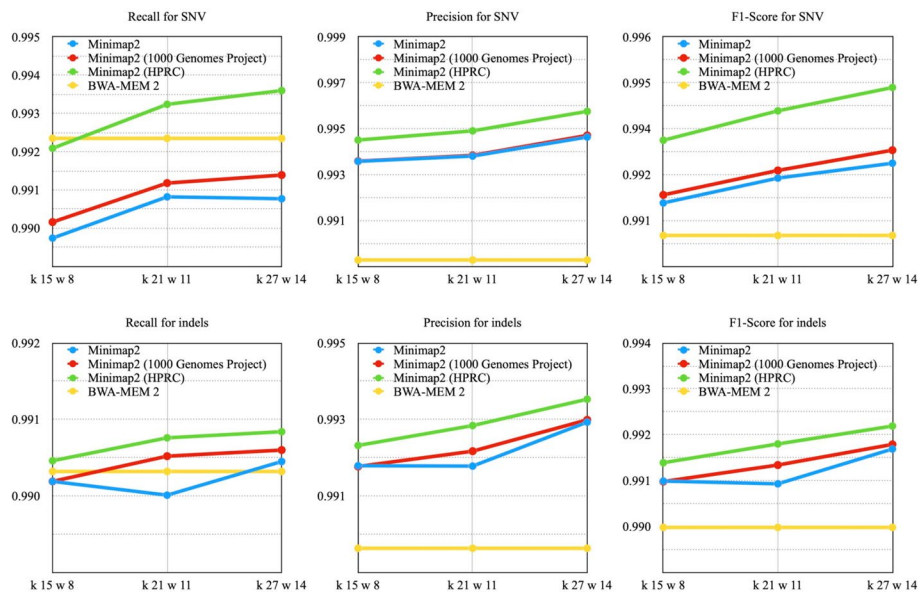 Recall for SNV
0.995
0.994
0.993
0.992
0.991
0.990
Minimap2
Minimap2 (1000 Genomes Project)
Minimap2 (HPRC)
BWA-MEM 2
k 15 w 8
k 21 w 11
k 27 w 14
Precision for SNV
0.999
0.997
0.995
0.993
0.991
Minimap2
Minimap2 (1000 Genomes Project)
Minimap2 (HPRC)
BWA-MEM 2
k 15 w 8
k 21 w 11
k 27 w 14
F1-Score for SNV
0.996
0.995
0.994
0.992
0.991
Minimap2
Minimap2 (1000 Genomes Project)
Minimap2 (HPRC)
BWA-MEM 2
k 15 w 8
k 21 w 11
k 27 w 14
Recall for indels
0.992
0.991
0.990
Minimap2
Minimap2 (1000 Genomes Project)
Minimap2 (HPRC)
BWA-MEM 2
k 15 w 8
k 21 w 11
k 27 w 14
Precision for indels
0.995
0.993
0.991
Minimap2
Minimap2 (1000 Genomes Project)
Minimap2 (HPRC)
BWA-MEM 2
k 15 w 8
k 21 w 11
k 27 w 14
F1-Score for indels
0.994
0.993
0.992
0.991
0.990
Minimap2
Minimap2 (1000 Genomes Project)
Minimap2 (HPRC)
BWA-MEM 2
k 15 w 8
k 21 w 11
k 27 w 14